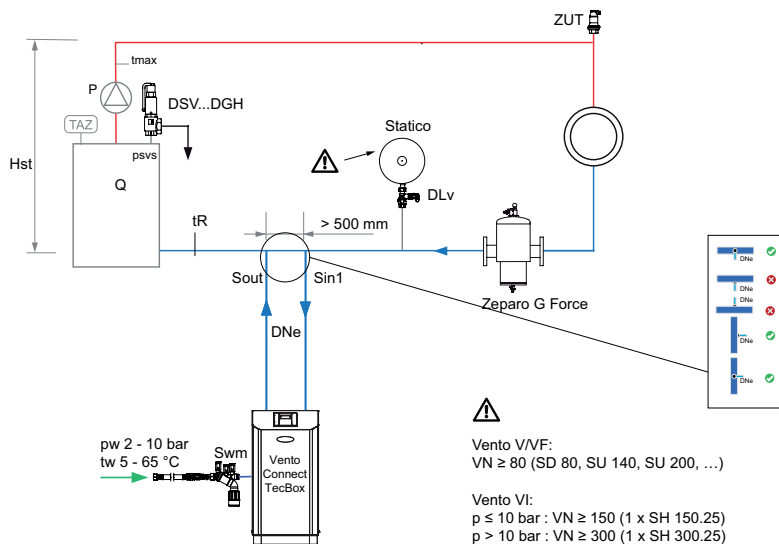 ZUT
tmax
P
DSV...DGH
TAZ
Statico
psvs
Hst
Q
DLv
tR
> 500 mm
DNe
DNe
DNe
Sout
Sin1
Zeparo G Force
DNe
DNe
DNe
pw 2 - 10 bar
tw 5 - 65 °C
Swm
Vento
Connect
TecBox
Vento V/VF:
VN ≥ 80 (SD 80, SU 140, SU 200, …)
Vento VI:
p ≤ 10 bar : VN ≥ 150 (1 x SH 150.25)
p > 10 bar : VN ≥ 300 (1 x SH 300.25)